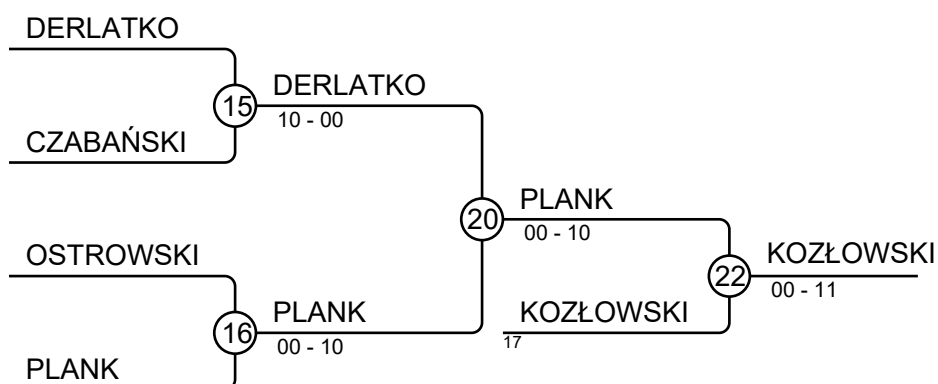 DERLATKO
15
DERLATKO
10 - 00
CZABAŃSKI
20
PLANK
00 - 10
OSTROWSKI
22
KOZŁOWSKI
00 - 11
16
PLANK
00 - 10
KOZŁOWSKI
17
PLANK